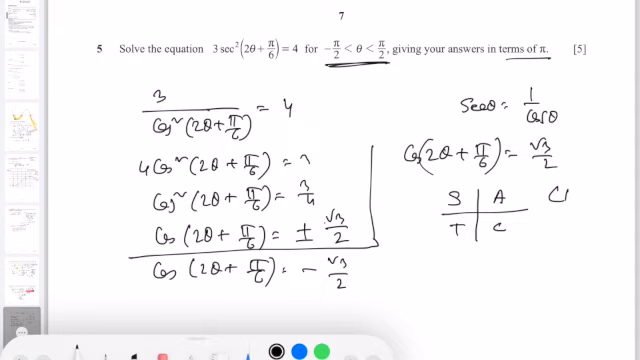 7
5 Solve the equation 3 sec²(2θ + π/6) = 4 for −π/2 < θ < π/2, giving your answers in terms of π. [5]
3/(Cos²(2θ+π/6)) = 4
4 Cos²(2θ + π/6) = 3
Cos²(2θ + π/6) = 3/4
Cos (2θ + π/6) = ± √3/2
Cos (2θ + π/6) = − √3/2
Secθ = 1/Cosθ
Cos(2θ + π/6) = √3/2
S A
T C